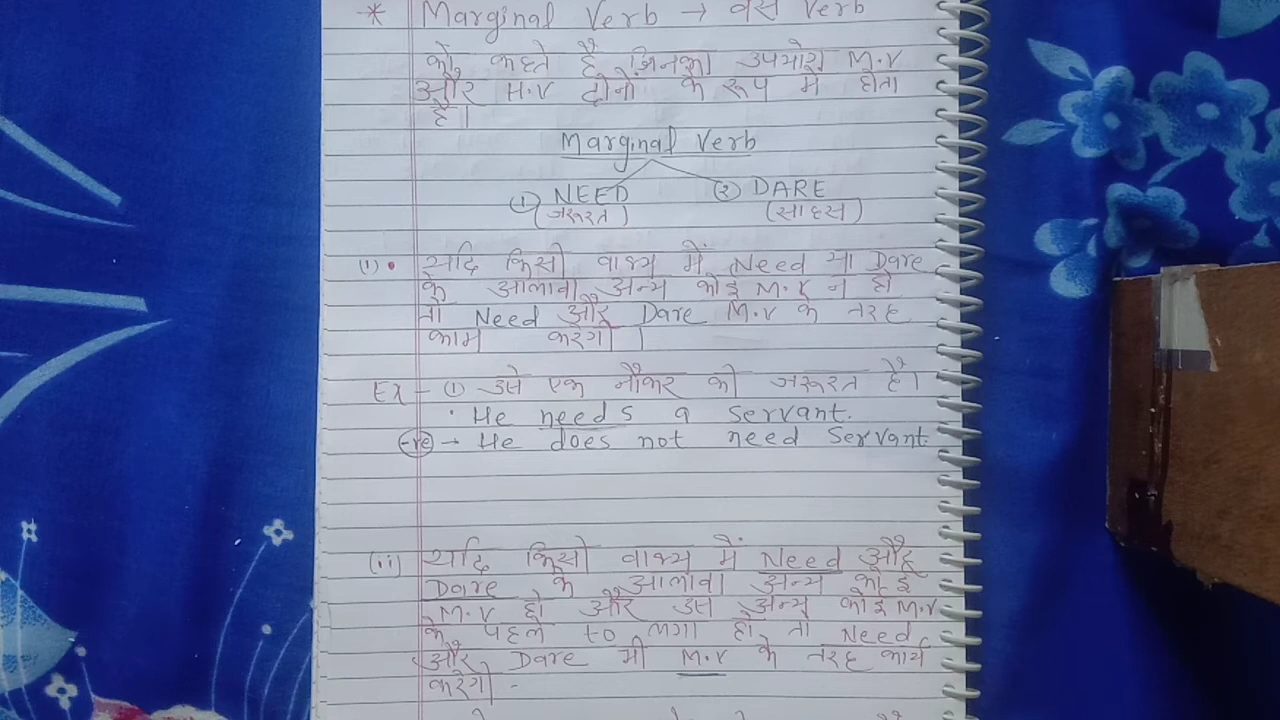 * Marginal Verb → वैसे Verb
को कहते हैं जिनका उपयोग M.V
और H.V दोनों के रूप में होता
है।
Marginal Verb
① NEED ② DARE
(जरूरत) (साहस)
(i) • यदि किसी वाक्य में Need या Dare
के आलावा अन्य कोई M.V न हो
तो Need और Dare M.V के तरह
काम करेगी।
Ex - ① उसे एक नौकर की जरूरत है।
• He needs a servant.
-ve → He does not need servant.
(ii) यदि किसी वाक्य में Need और
Dare के आलावा अन्य कोई
M.V हो और उस अन्य कोई M.V
के पहले to लगा हो तो Need
और Dare भी M.V के तरह कार्य
करेगी -